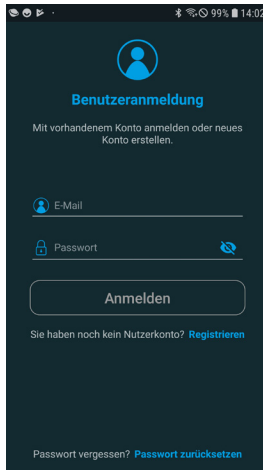 99% 14:02
Benutzeranmeldung
Mit vorhandenem Konto anmelden oder neues
Konto erstellen.
E-Mail
Passwort
Anmelden
Sie haben noch kein Nutzerkonto? Registrieren
Passwort vergessen? Passwort zurücksetzen